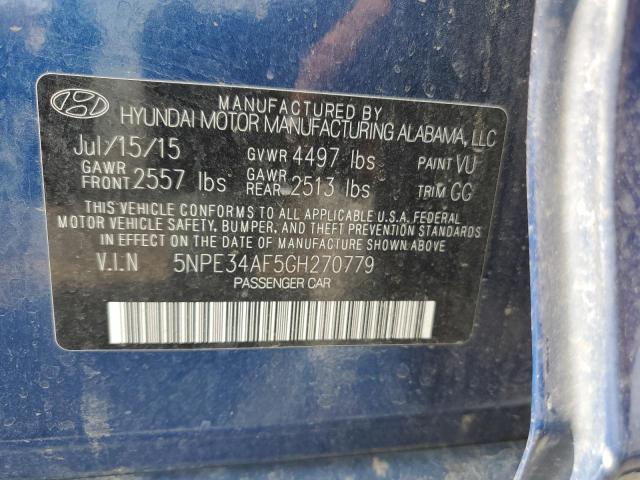 MANUFACTURED BY
HYUNDAI MOTOR MANUFACTURING ALABAMA, LLC
Jul/15/15 GVWR 4497 lbs PAINT VU
GAWR FRONT 2557 lbs GAWR REAR 2513 lbs TRIM GG
THIS VEHICLE CONFORMS TO ALL APPLICABLE U.S.A. FEDERAL
MOTOR VEHICLE SAFETY, BUMPER, AND THEFT PREVENTION STANDARDS
IN EFFECT ON THE DATE OF MANUFACTURE SHOWN ABOVE.
V.I.N 5NPE34AF5GH270779
PASSENGER CAR